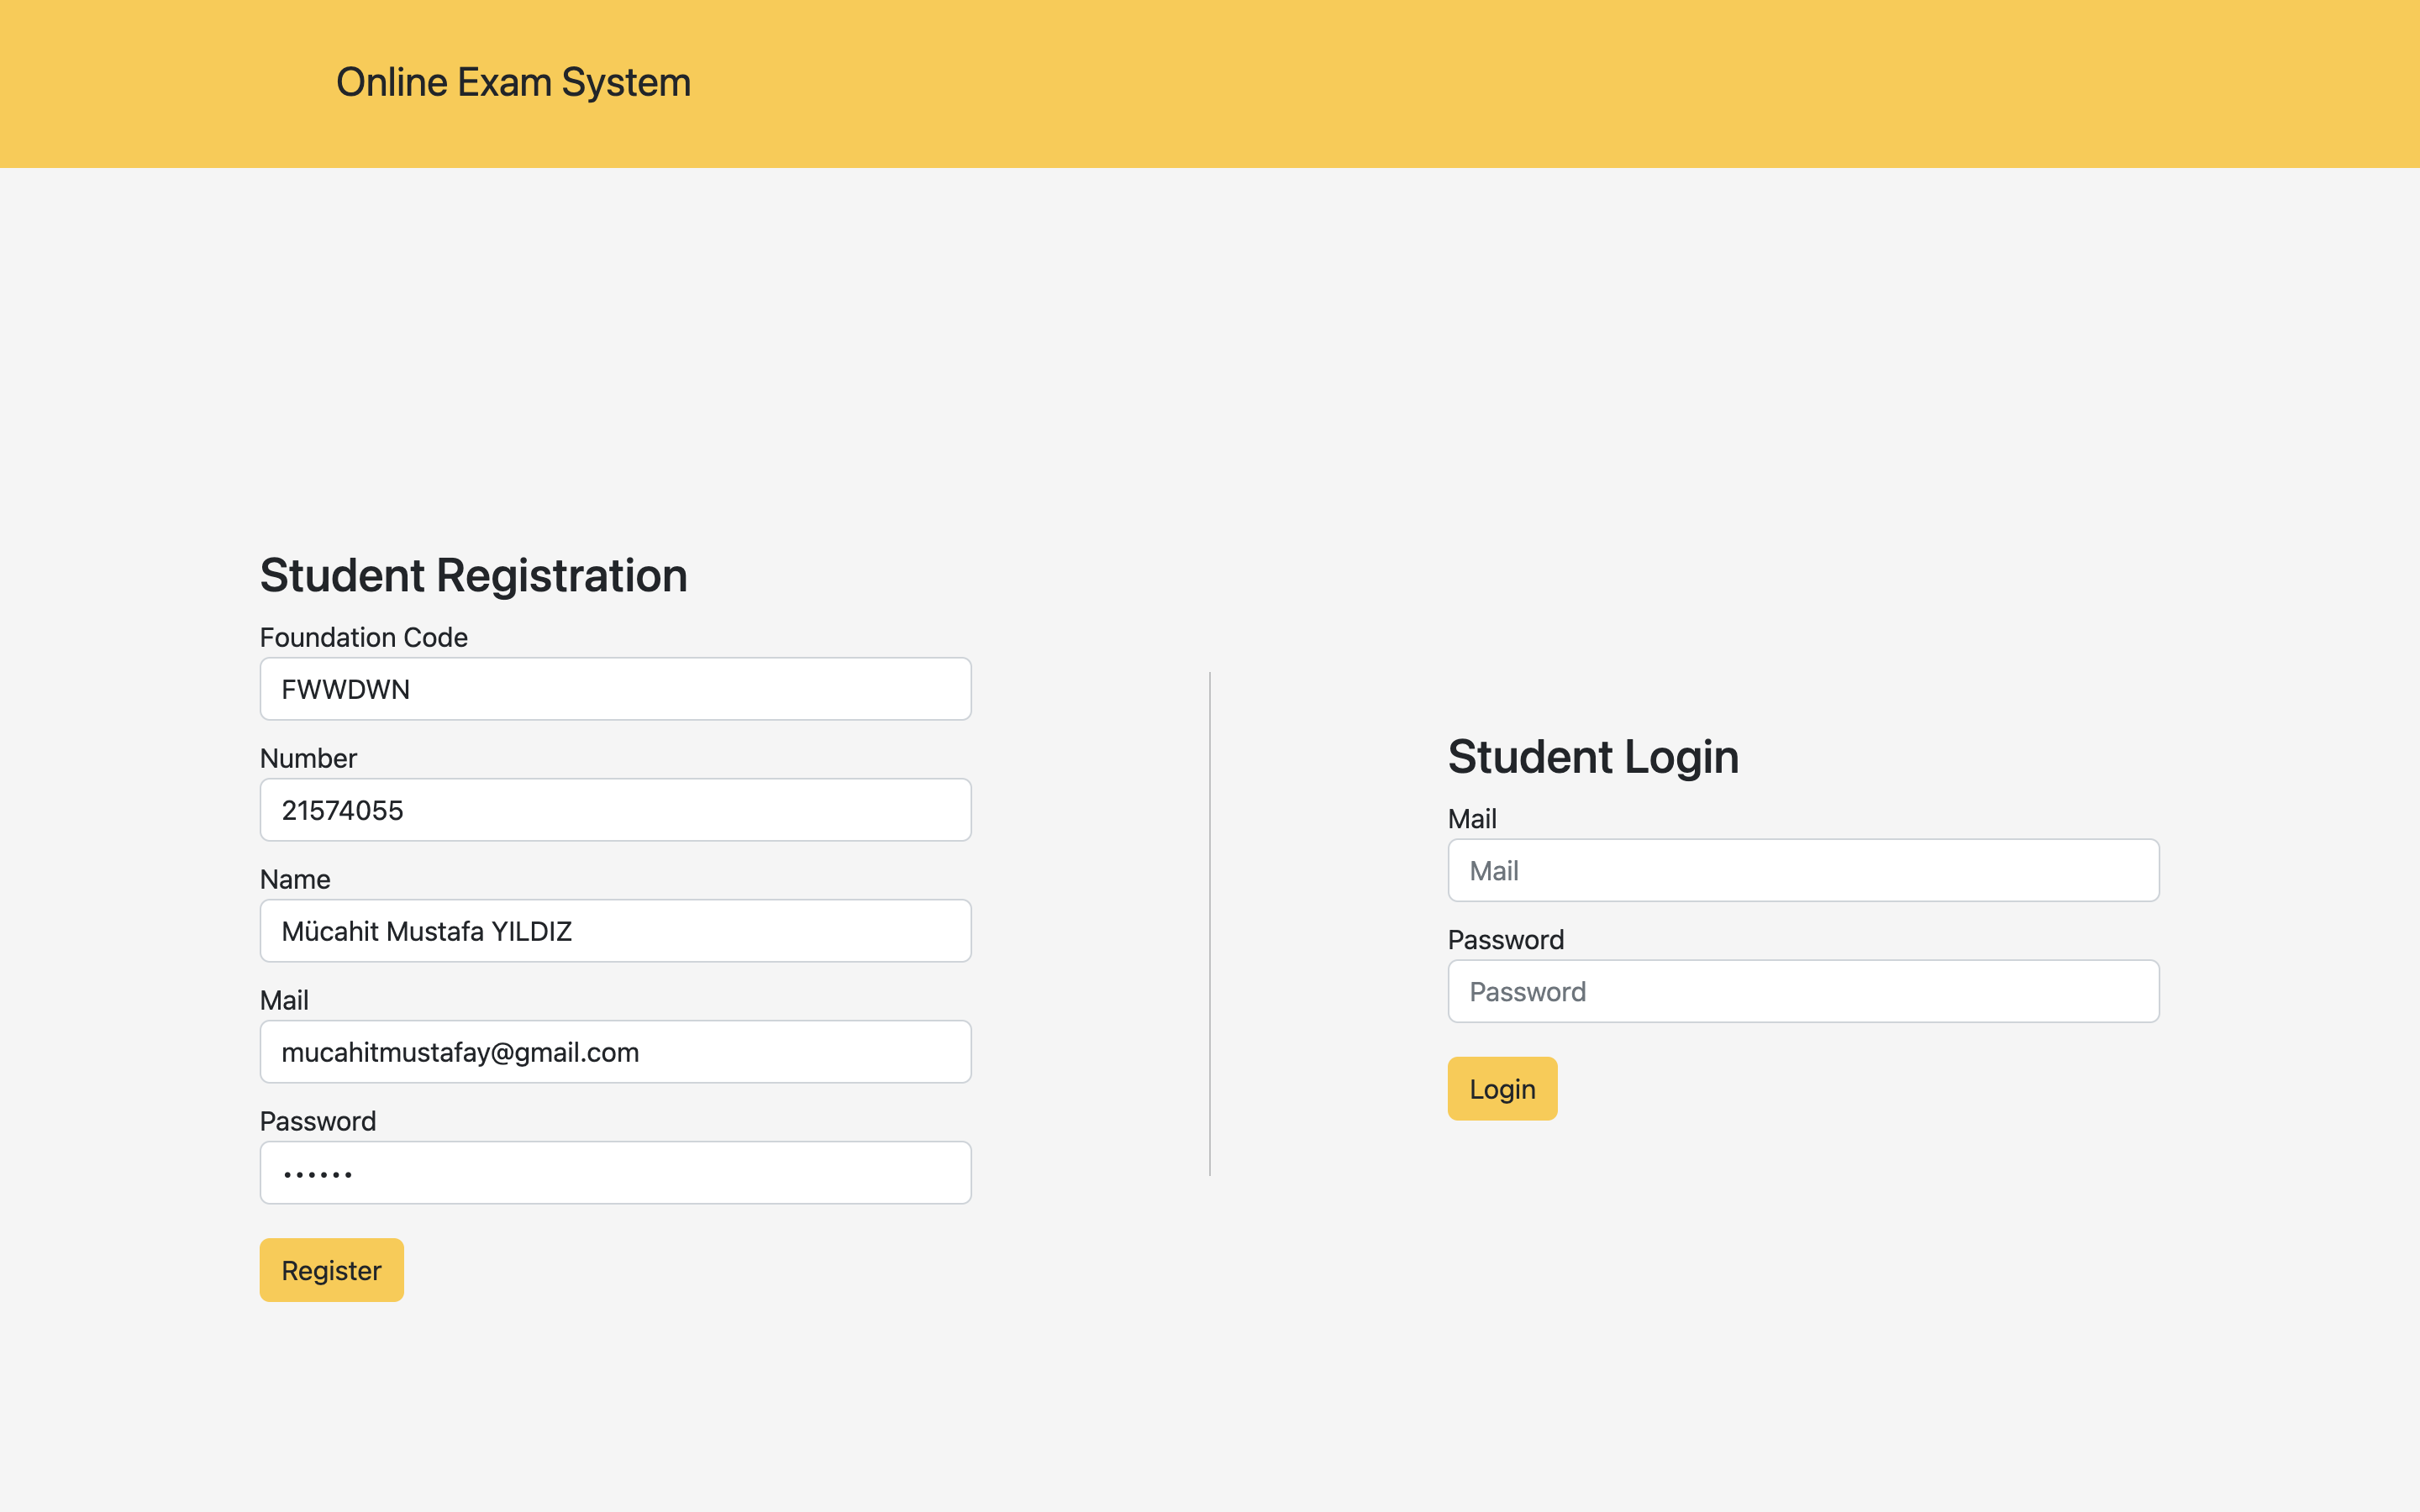 Online Exam System
Student Registration
Foundation Code
FWWDWN
Number
21574055
Name
Mücahit Mustafa YILDIZ
Mail
mucahitmustafay@gmail.com
Password
••••••
Register
Student Login
Mail
Mail
Password
Password
Login